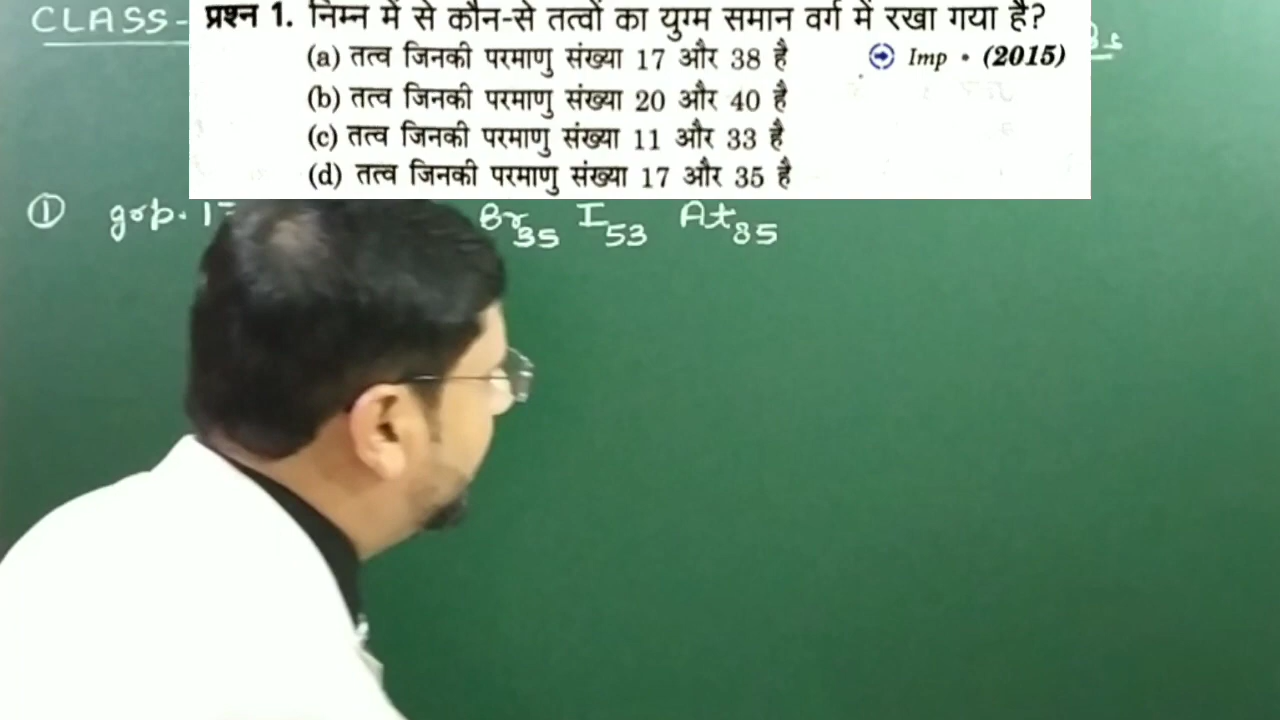 CLASS-
प्रश्न 1. निम्न में से कौन-से तत्वों का युग्म समान वर्ग में रखा गया है?
(a) तत्व जिनकी परमाणु संख्या 17 और 38 है Imp • (2015)
(b) तत्व जिनकी परमाणु संख्या 20 और 40 है
(c) तत्व जिनकी परमाणु संख्या 11 और 33 है
(d) तत्व जिनकी परमाणु संख्या 17 और 35 है
① grp. 17 Br35 I53 At85